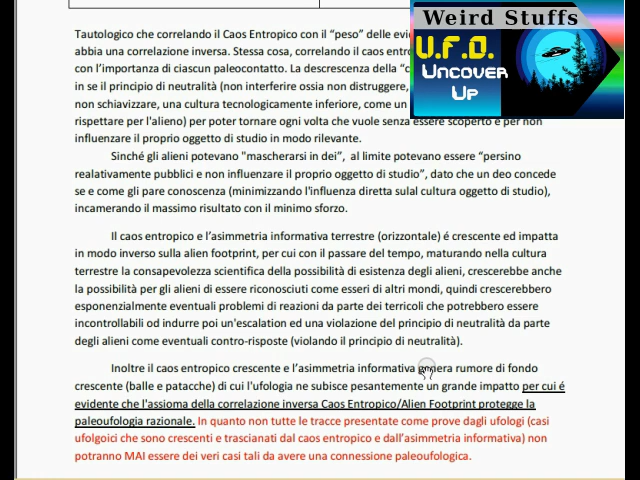 Weird Stuffs
U.F.O.
UNCOVER
UP
Tautologico che correlando il Caos Entropico con il “peso” delle
abbia una correlazione inversa. Stessa cosa, correlando il caos
con l’importanza di ciascun paleocontatto. La descrescenza della
in se il principio di neutralità (non interferire ossia non distruggere,
non schiavizzare, una cultura tecnologicamente inferiore, come un
rispettare per l'alieno) per poter tornare ogni volta che vuole senza essere scoperto e per non
influenzare il proprio oggetto di studio in modo rilevante.
Sinché gli alieni potevano "mascherarsi in dei", al limite potevano essere “persino
realativamente pubblici e non influenzare il proprio oggetto di studio”, dato che un deo concede
se e come gli pare conoscenza (minimizzando l'influenza diretta sulal cultura oggetto di studio),
incamerando il massimo risultato con il minimo sforzo.
Il caos entropico e l’asimmetria informativa terrestre (orizzontale) é crescente ed impatta
in modo inverso sulla alien footprint, per cui con il passare del tempo, maturando nella cultura
terrestre la consapevolezza scientifica della possibilità di esistenza degli alieni, crescerebbe anche
la possibilità per gli alieni di essere riconosciuti come esseri di altri mondi, quindi crescerebbero
esponenzialmente eventuali problemi di reazioni da parte dei terricoli che potrebbero essere
incontrollabili od indurre poi un'escalation ed una violazione del principio di neutralità da parte
degli alieni come eventuali contro-risposte (violando il principio di neutralità).
Inoltre il caos entropico crescente e l’asimmetria informativa genera rumore di fondo
crescente (balle e patacche) di cui l'ufologia ne subisce pesantemente un grande impatto per cui é
evidente che l'assioma della correlazione inversa Caos Entropico/Alien Footprint protegge la
paleoufologia razionale. In quanto non tutte le tracce presentate come prove dagli ufologi (casi
ufolgoici che sono crescenti e trascianati dal caos entropico e dall’asimmetria informativa) non
potranno MAI essere dei veri casi tali da avere una connessione paleoufologica.